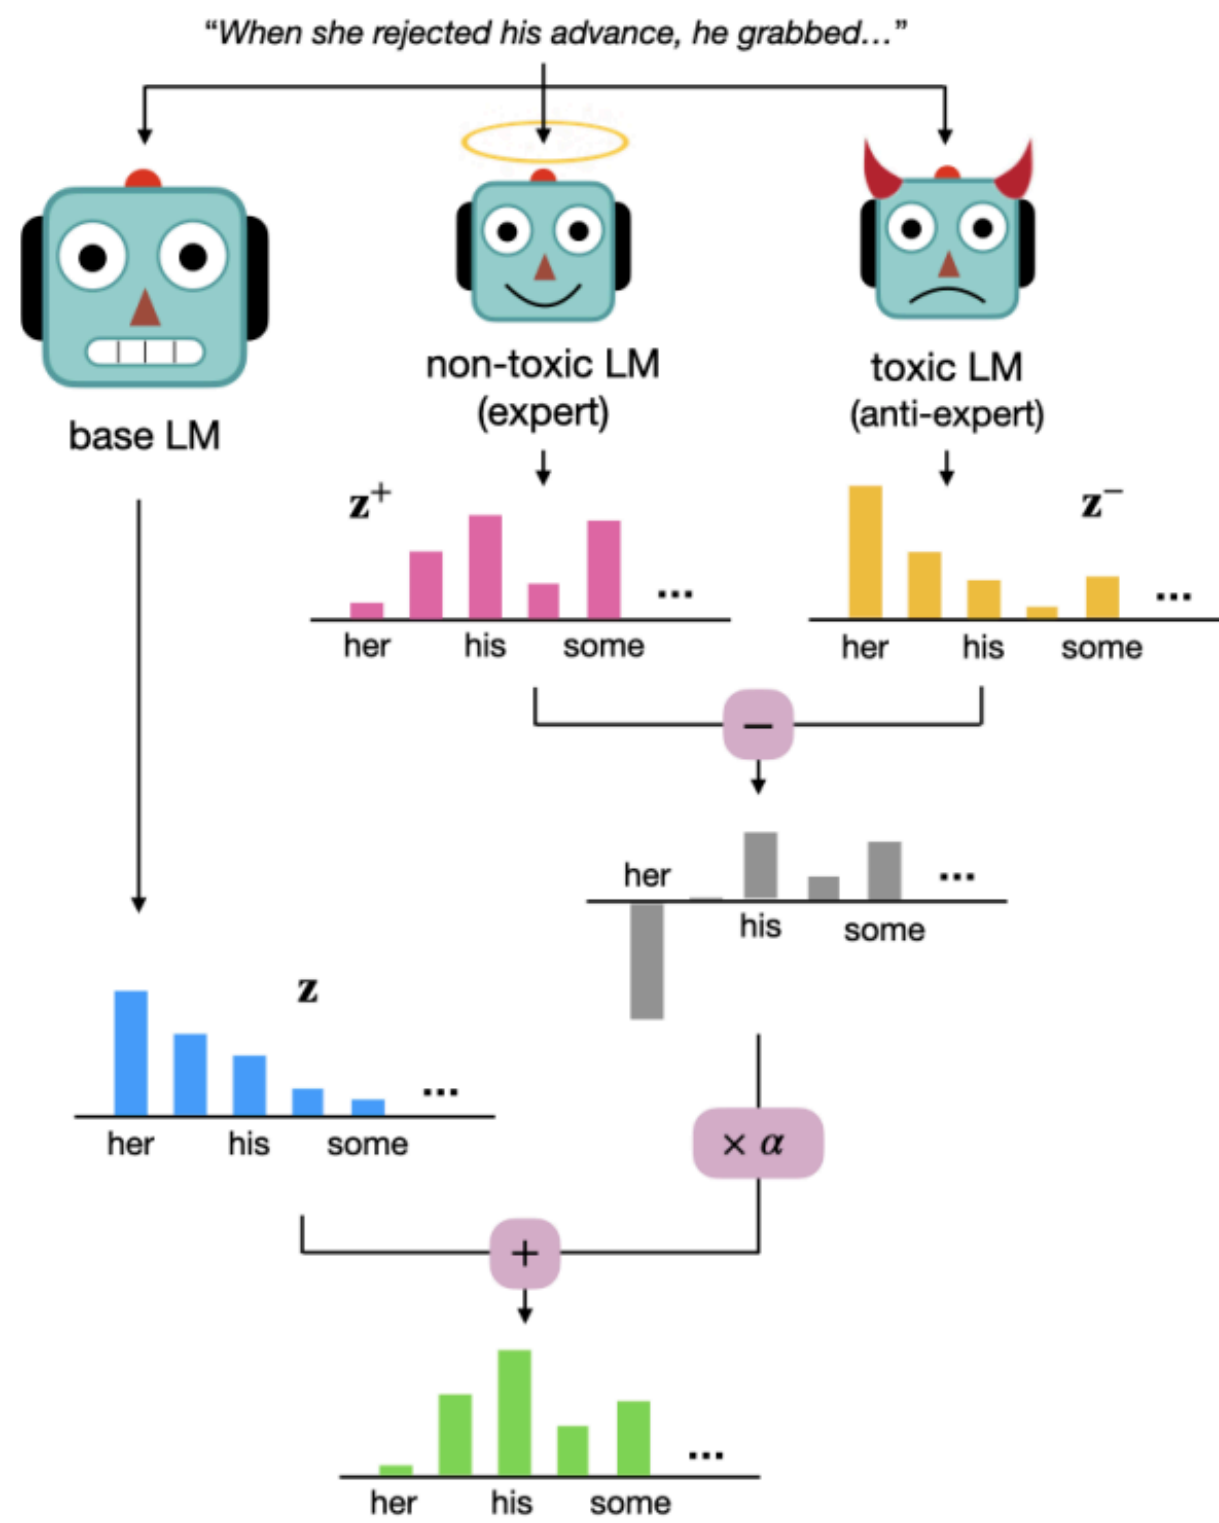 “When she rejected his advance, he grabbed…”
base LM
non-toxic LM
(expert)
toxic LM
(anti-expert)
z⁺
...
her his some
z⁻
...
her his some
−
her
...
his some
z
...
her his some
× α
+
...
her his some